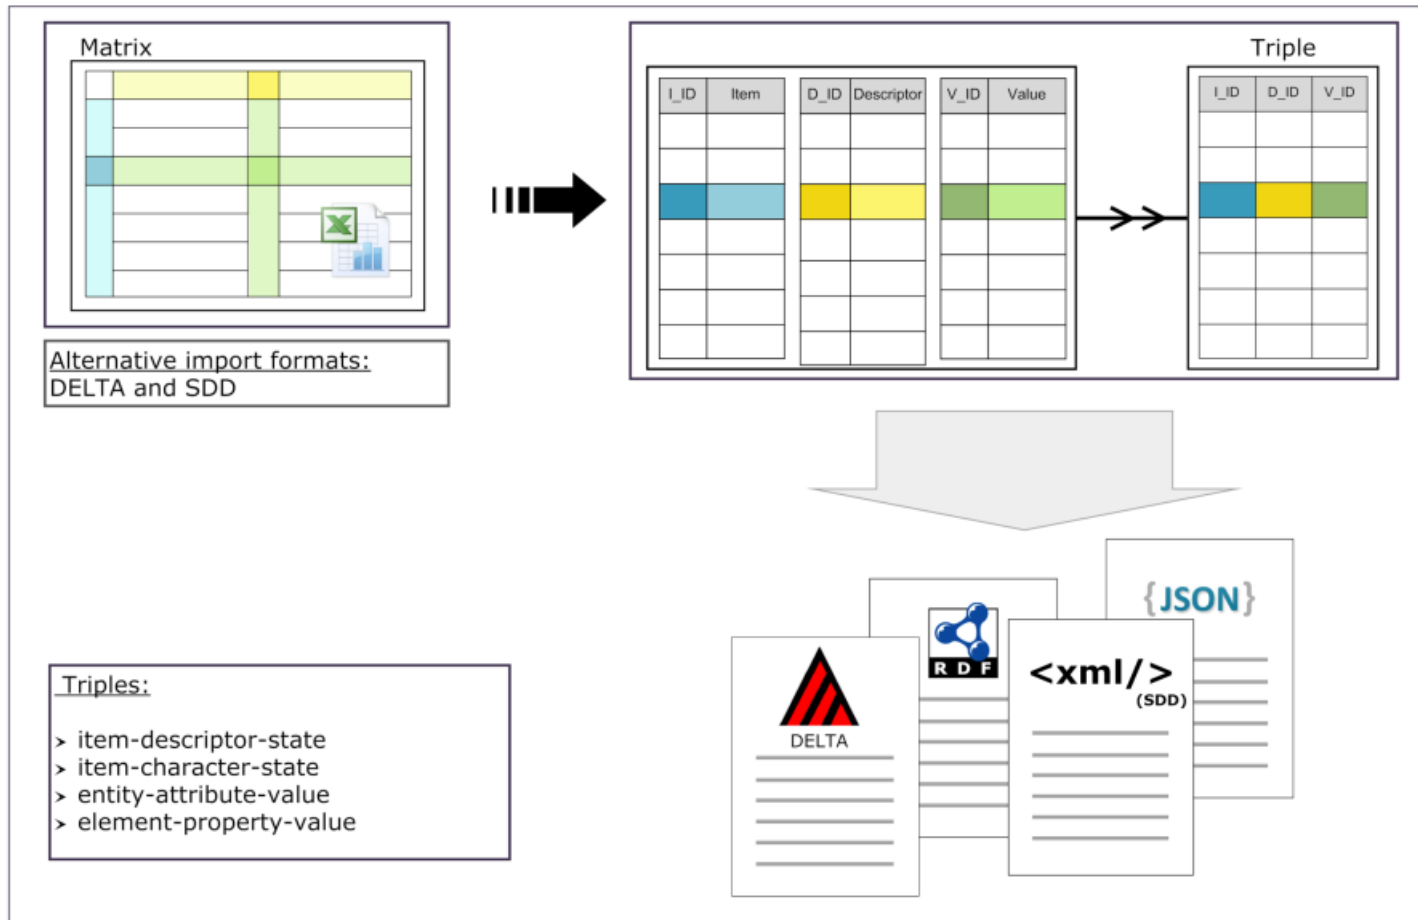 Matrix
Alternative import formats:
DELTA and SDD
Triple
I_ID Item D_ID Descriptor V_ID Value
I_ID D_ID V_ID
{JSON}
RDF
<xml/>
(SDD)
DELTA
Triples:
➢ item-descriptor-state
➢ item-character-state
➢ entity-attribute-value
➢ element-property-value